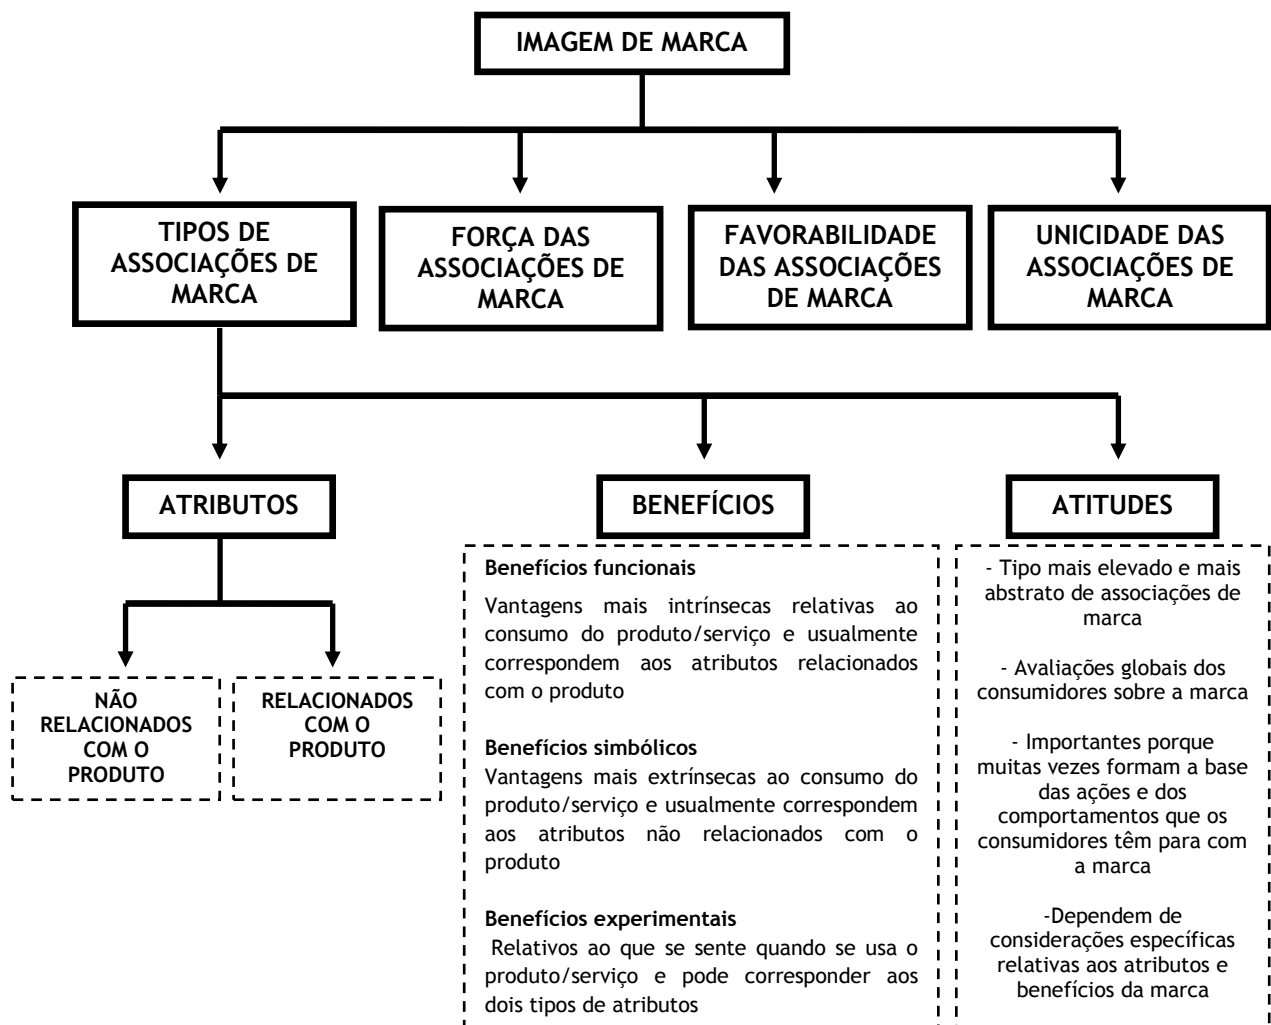 IMAGEM DE MARCA
TIPOS DE
ASSOCIAÇÕES DE
MARCA
FORÇA DAS
ASSOCIAÇÕES DE
MARCA
FAVORABILIDADE
DAS ASSOCIAÇÕES
DE MARCA
UNICIDADE DAS
ASSOCIAÇÕES DE
MARCA
ATRIBUTOS
BENEFÍCIOS
ATITUDES
NÃO
RELACIONADOS
COM O
PRODUTO
RELACIONADOS
COM O
PRODUTO
Benefícios funcionais
Vantagens mais intrínsecas relativas ao
consumo do produto/serviço e usualmente
correspondem aos atributos relacionados
com o produto
Benefícios simbólicos
Vantagens mais extrínsecas ao consumo do
produto/serviço e usualmente correspondem
aos atributos não relacionados com o
produto
Benefícios experimentais
Relativos ao que se sente quando se usa o
produto/serviço e pode corresponder aos
dois tipos de atributos
- Tipo mais elevado e mais
abstrato de associações de
marca
- Avaliações globais dos
consumidores sobre a marca
- Importantes porque
muitas vezes formam a base
das ações e dos
comportamentos que os
consumidores têm para com
a marca
-Dependem de
considerações específicas
relativas aos atributos e
benefícios da marca